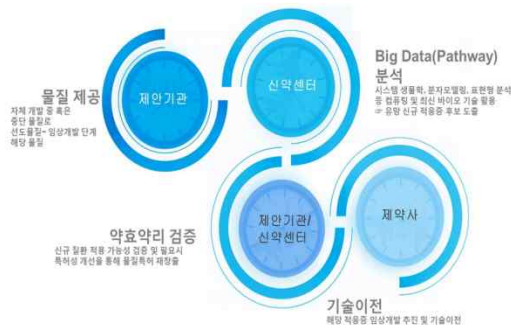 물질 제공
자체 개발 중 혹은
중단 물질로
선도물질~ 임상개발 단계
해당 물질
제안기관
신약센터
Big Data(Pathway)
분석
시스템 생물학, 분자모델링, 표현형 분석
등 컴퓨팅 및 최신 바이오 기술 활용
☞ 유망 신규 적응증 후보 도출
약효약리 검증
신규 질환 적용 가능성 검증 및 필요시
특허성 개선을 통해 물질특허 재창출
제안기관/
신약센터
제약사
기술이전
해당 적응증 임상개발 추진 및 기술이전